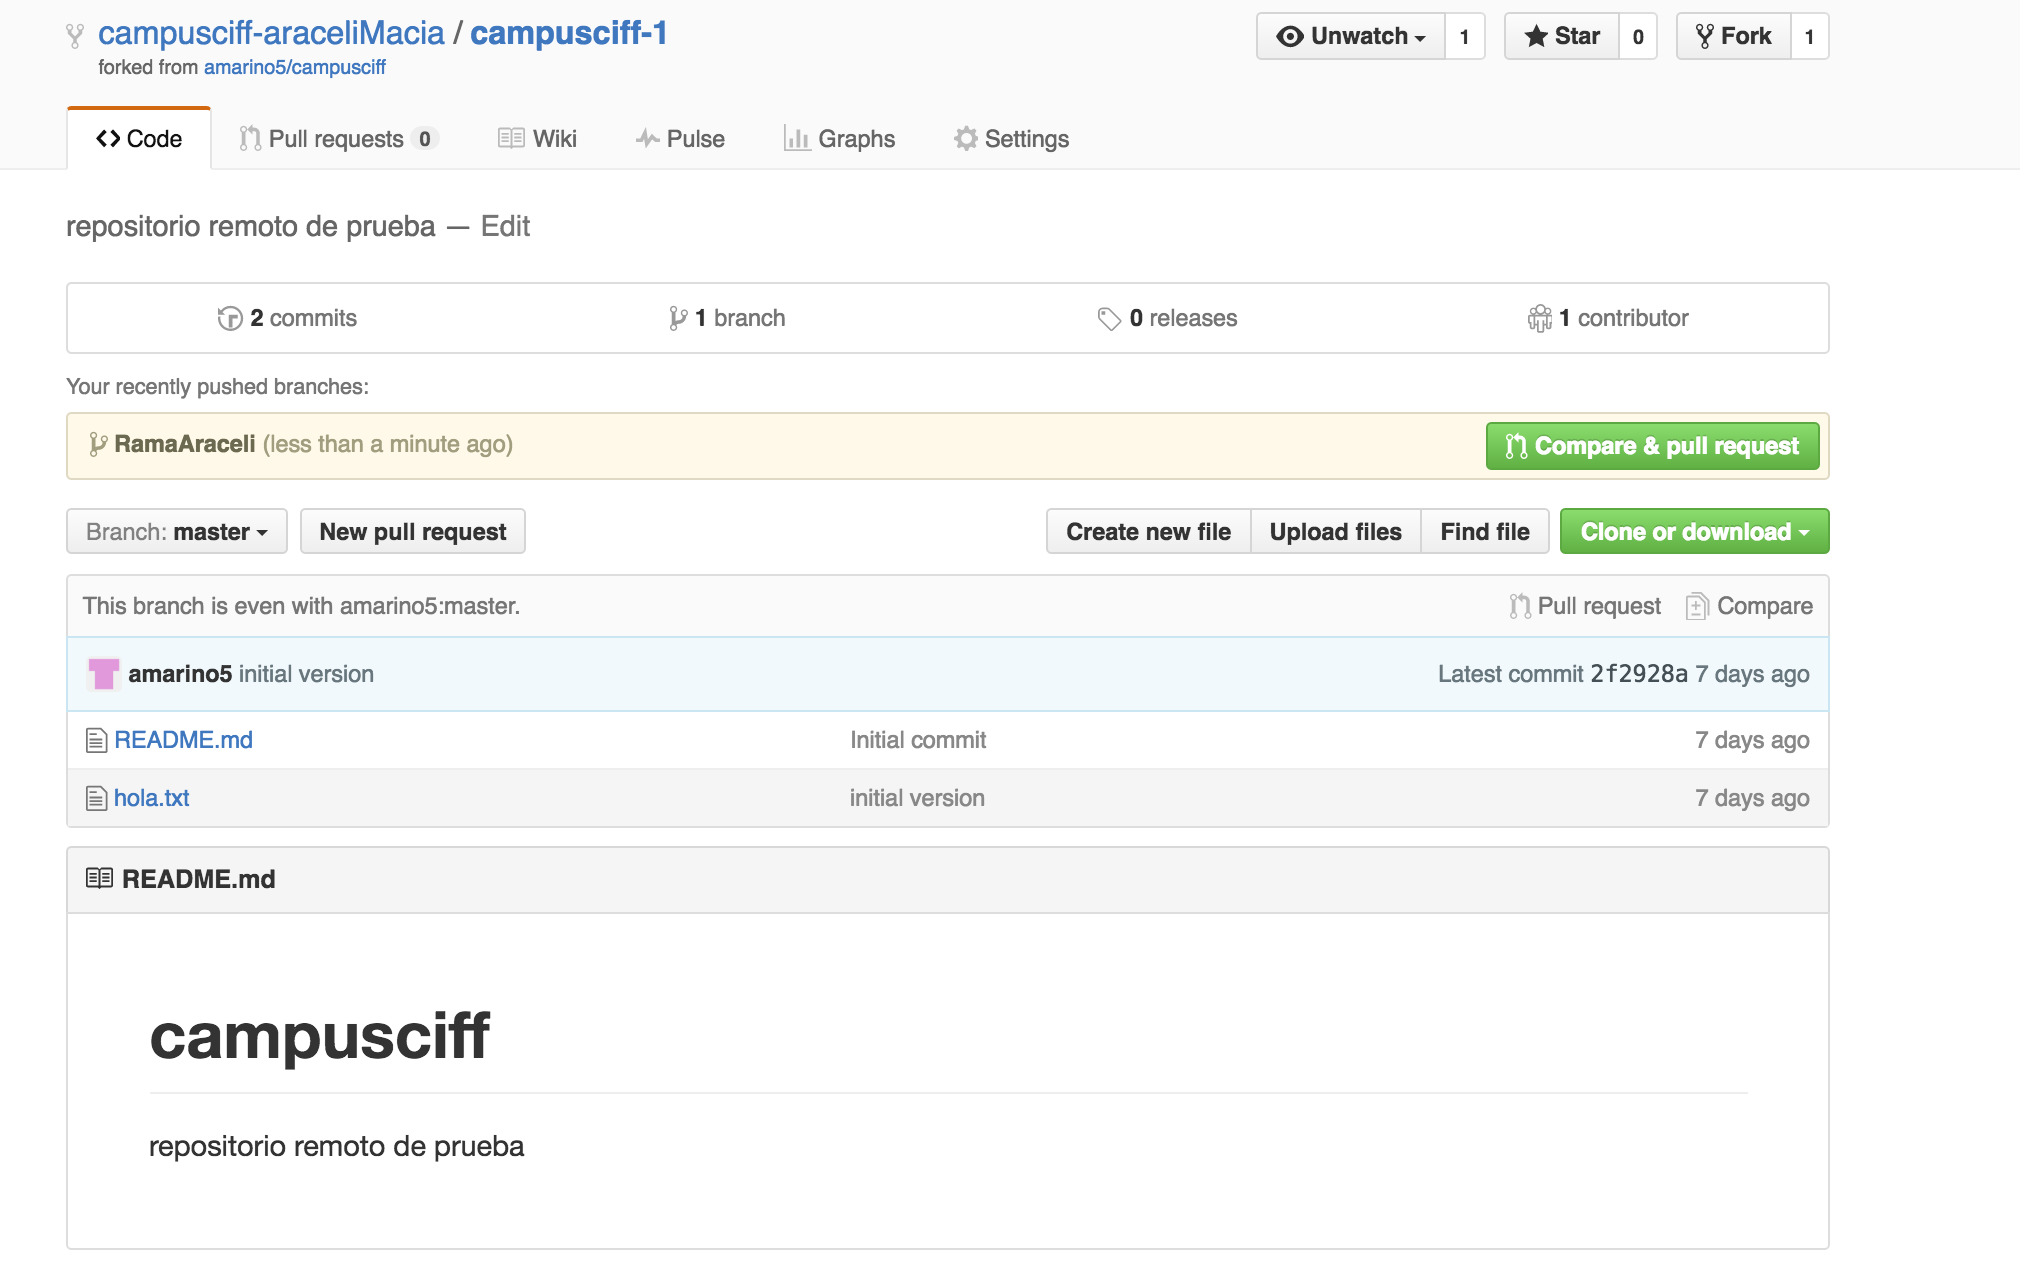 campusciff-araceliMacia / campusciff-1
Unwatch 1 Star 0 Fork 1
forked from amarino5/campusciff
Code Pull requests 0 Wiki Pulse Graphs Settings
repositorio remoto de prueba — Edit
2 commits 1 branch 0 releases 1 contributor
Your recently pushed branches:
RamaAraceli (less than a minute ago) Compare & pull request
Branch: master New pull request Create new file Upload files Find file Clone or download
This branch is even with amarino5:master. Pull request Compare
amarino5 initial version Latest commit 2f2928a 7 days ago
README.md Initial commit 7 days ago
hola.txt initial version 7 days ago
README.md
campusciff
repositorio remoto de prueba